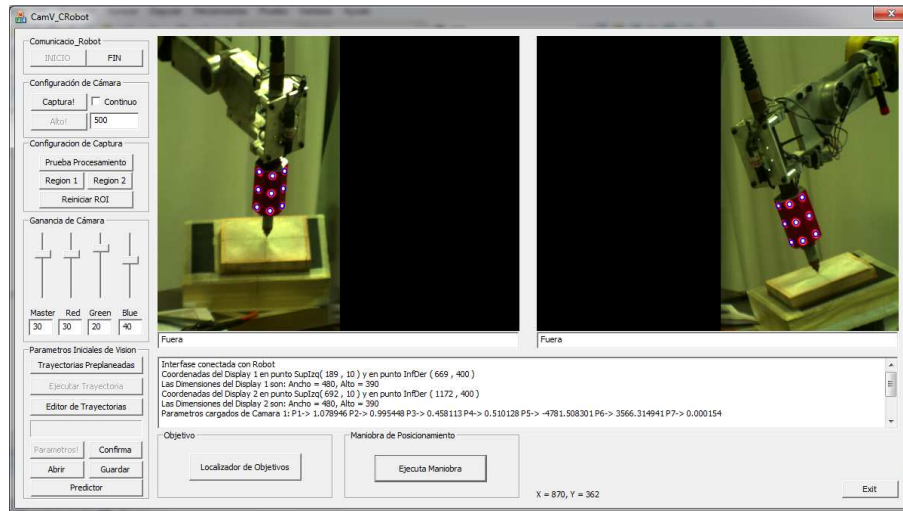 CamV_CRobot
Comunicacio_Robot
INICIO FIN
Configuración de Cámara
Captura! Continuo
Alto! 500
Configuracion de Captura
Prueba Procesamiento
Region 1 Region 2
Reiniciar ROI
Ganancia de Cámara
Master Red Green Blue
30 30 20 40
Parametros Iniciales de Vision
Trayectorias Preplaneadas
Ejecutar Trayectoria
Editor de Trayectorias
Parametros! Confirma
Abrir Guardar
Predictor
Fuera
Fuera
Interfase conectada con Robot
Coordenadas del Display 1 en punto SupIzq( 189 , 10 ) y en punto InfDer ( 669 , 400 )
Las Dimensiones del Display 1 son: Ancho = 480, Alto = 390
Coordenadas del Display 2 en punto SupIzq( 692 , 10 ) y en punto InfDer ( 1172 , 400 )
Las Dimensiones del Display 2 son: Ancho = 480, Alto = 390
Parametros cargados de Camara 1: P1-> 1.078946 P2-> 0.995448 P3-> 0.458113 P4-> 0.510128 P5-> -4781.508301 P6-> 3566.314941 P7-> 0.000154
Objetivo
Localizador de Objetivos
Maniobra de Posicionamiento
Ejecuta Maniobra
X = 870, Y = 362
Exit